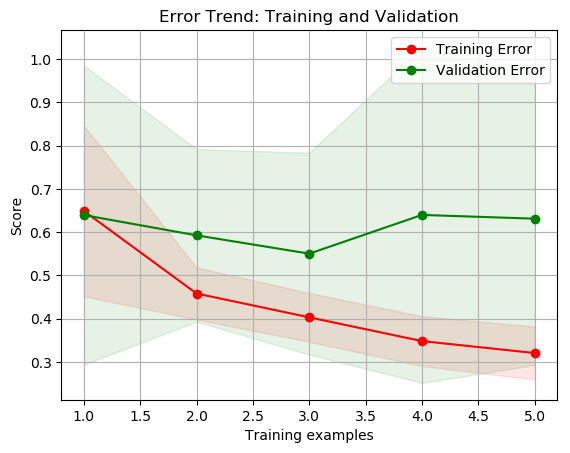 Error Trend: Training and Validation
Training Error
Validation Error
Score
1.0
0.9
0.8
0.7
0.6
0.5
0.4
0.3
1.0 1.5 2.0 2.5 3.0 3.5 4.0 4.5 5.0
Training examples